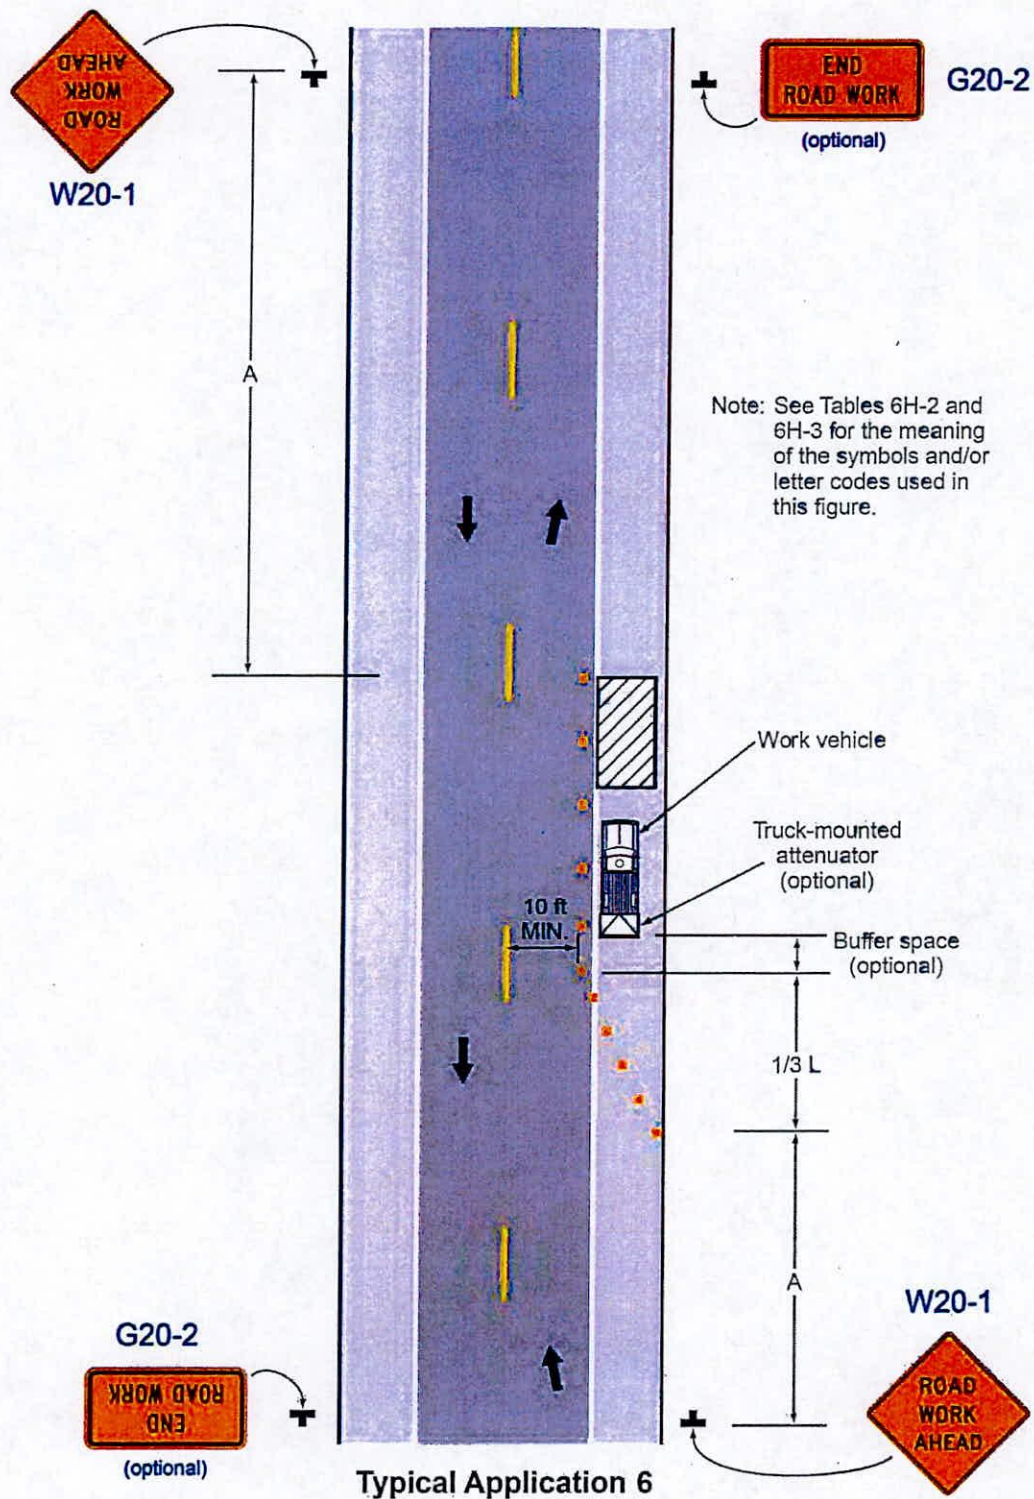 ROAD
WORK
AHEAD
W20-1
END
ROAD WORK
(optional)
G20-2
A
Note: See Tables 6H-2 and
6H-3 for the meaning
of the symbols and/or
letter codes used in
this figure.
Work vehicle
Truck-mounted
attenuator
(optional)
10 ft
MIN.
Buffer space
(optional)
1/3 L
A
G20-2
END
ROAD WORK
(optional)
W20-1
ROAD
WORK
AHEAD
Typical Application 6